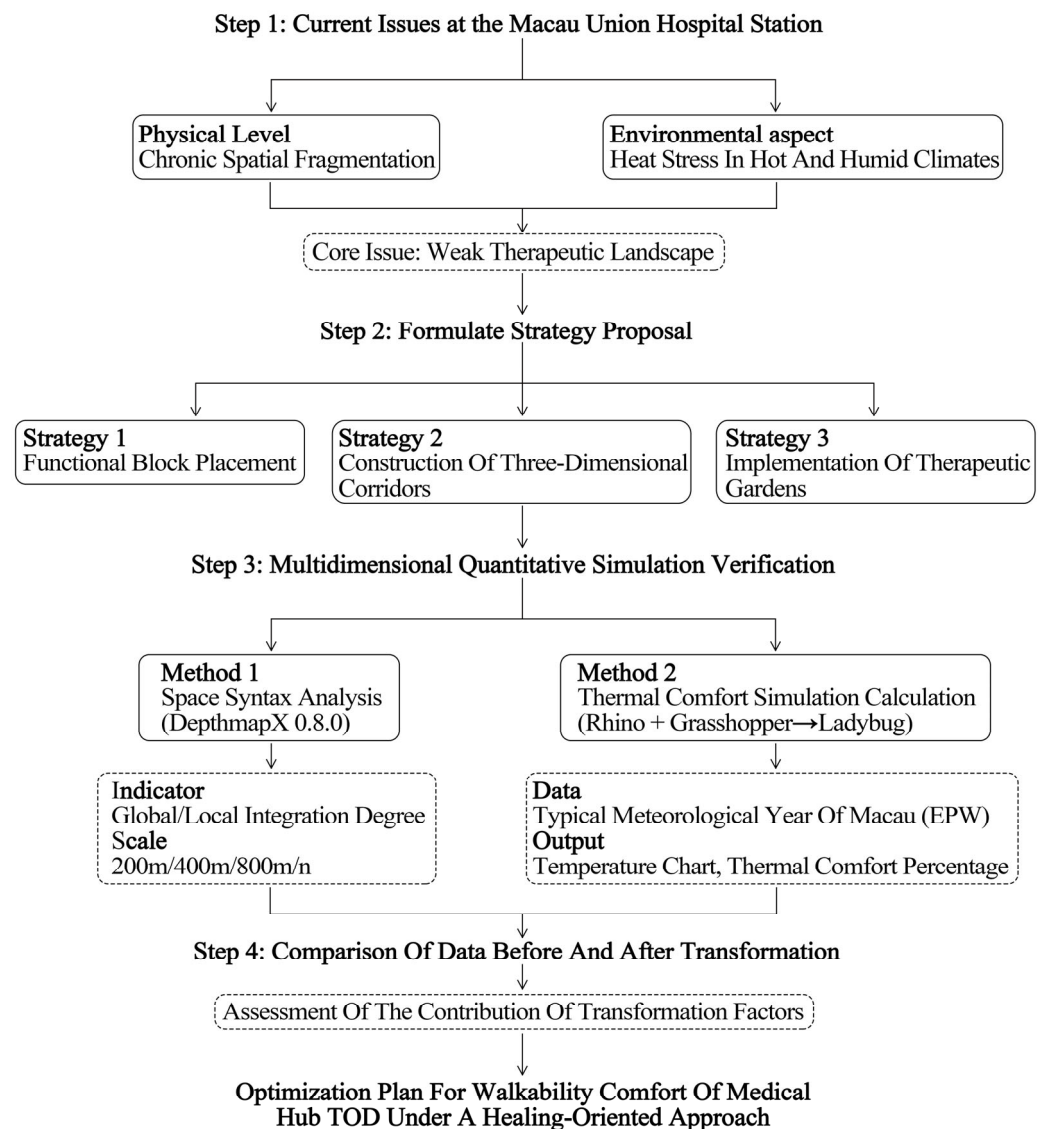 Step 1: Current Issues at the Macau Union Hospital Station
Physical Level
Chronic Spatial Fragmentation
Environmental aspect
Heat Stress In Hot And Humid Climates
Core Issue: Weak Therapeutic Landscape
Step 2: Formulate Strategy Proposal
Strategy 1
Functional Block Placement
Strategy 2
Construction Of Three-Dimensional
Corridors
Strategy 3
Implementation Of Therapeutic
Gardens
Step 3: Multidimensional Quantitative Simulation Verification
Method 1
Space Syntax Analysis
(DepthmapX 0.8.0)
Method 2
Thermal Comfort Simulation Calculation
(Rhino + Grasshopper→Ladybug)
Indicator
Global/Local Integration Degree
Scale
200m/400m/800m/n
Data
Typical Meteorological Year Of Macau (EPW)
Output
Temperature Chart, Thermal Comfort Percentage
Step 4: Comparison Of Data Before And After Transformation
Assessment Of The Contribution Of Transformation Factors
Optimization Plan For Walkability Comfort Of Medical
Hub TOD Under A Healing-Oriented Approach